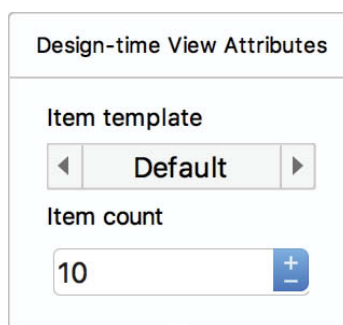 Design-time View Attributes
Item template
Default
Item count
10
+
−